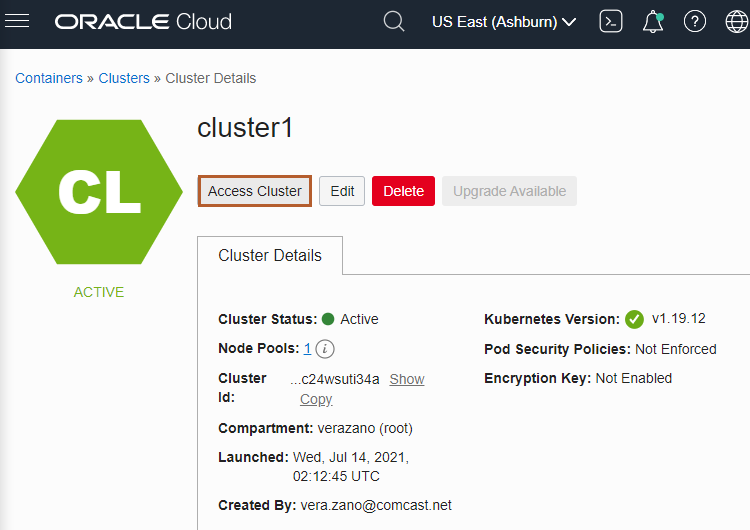 ORACLE Cloud US East (Ashburn)
Containers » Clusters » Cluster Details
CL
ACTIVE
cluster1
Access Cluster Edit Delete Upgrade Available
Cluster Details
Cluster Status: Active
Node Pools: 1 i
Cluster Id: ...c24wsuti34a Show Copy
Compartment: verazano (root)
Launched: Wed, Jul 14, 2021,
02:12:45 UTC
Created By: vera.zano@comcast.net
Kubernetes Version: v1.19.12
Pod Security Policies: Not Enforced
Encryption Key: Not Enabled